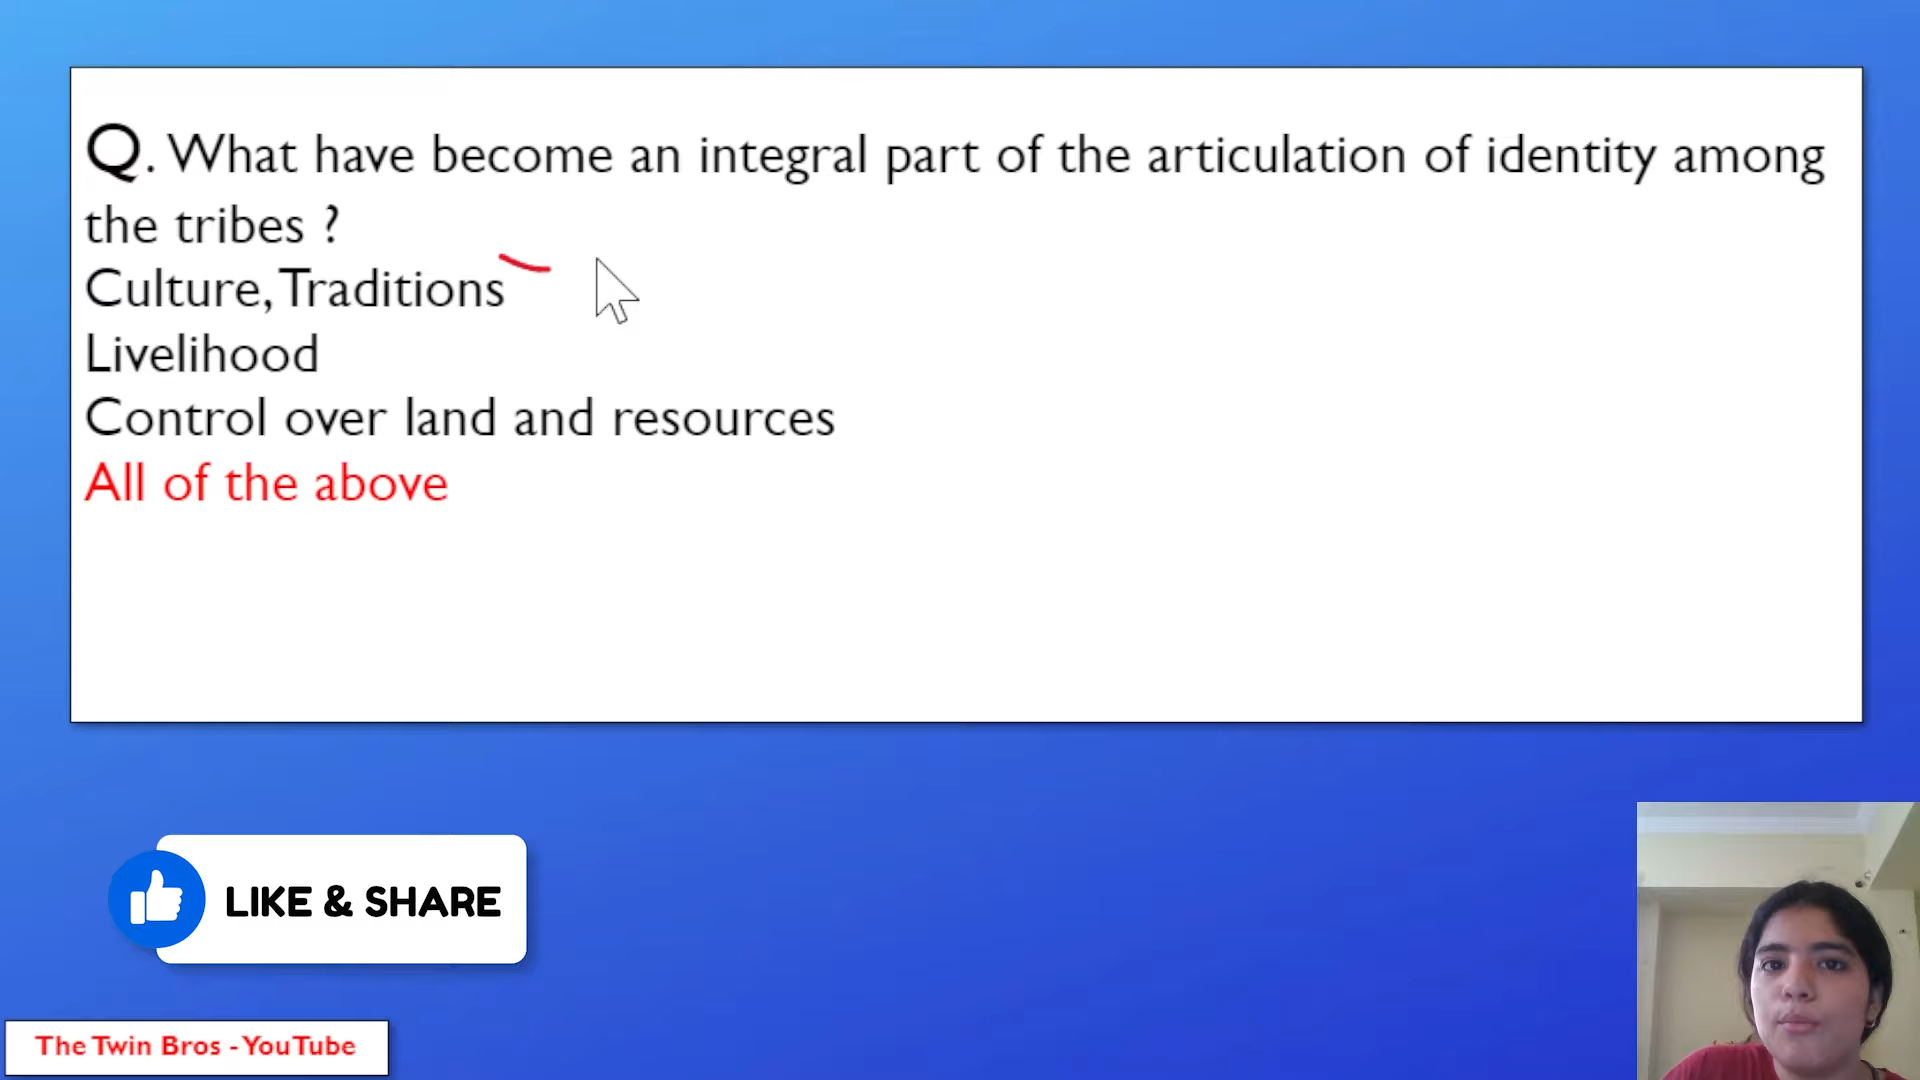 Q. What have become an integral part of the articulation of identity among
the tribes ?
Culture, Traditions
Livelihood
Control over land and resources
All of the above
LIKE & SHARE
The Twin Bros - YouTube